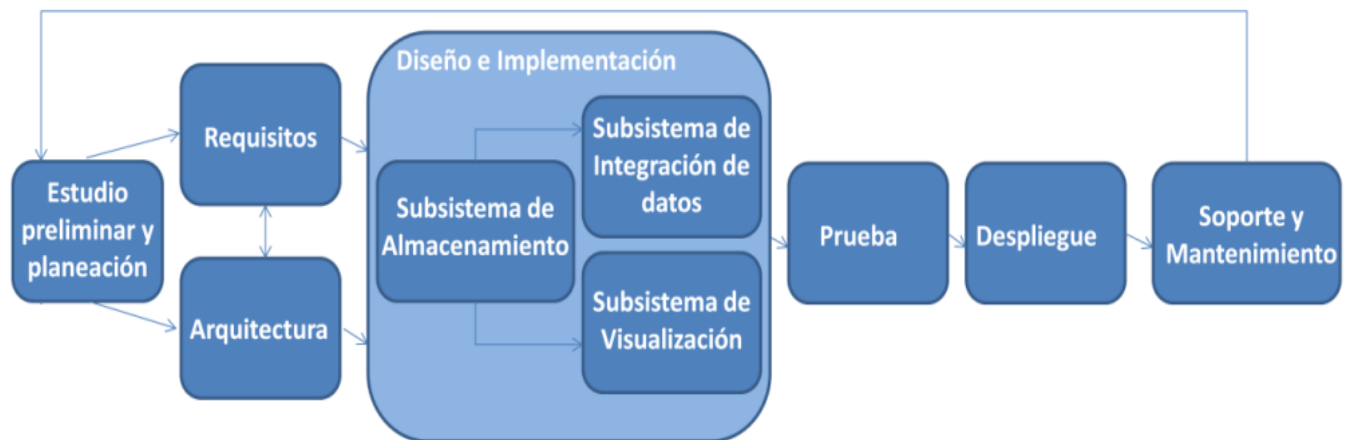 Estudio
preliminar y
planeación
Requisitos
Arquitectura
Diseño e Implementación
Subsistema de
Almacenamiento
Subsistema de
Integración de
datos
Subsistema de
Visualización
Prueba
Despliegue
Soporte y
Mantenimiento